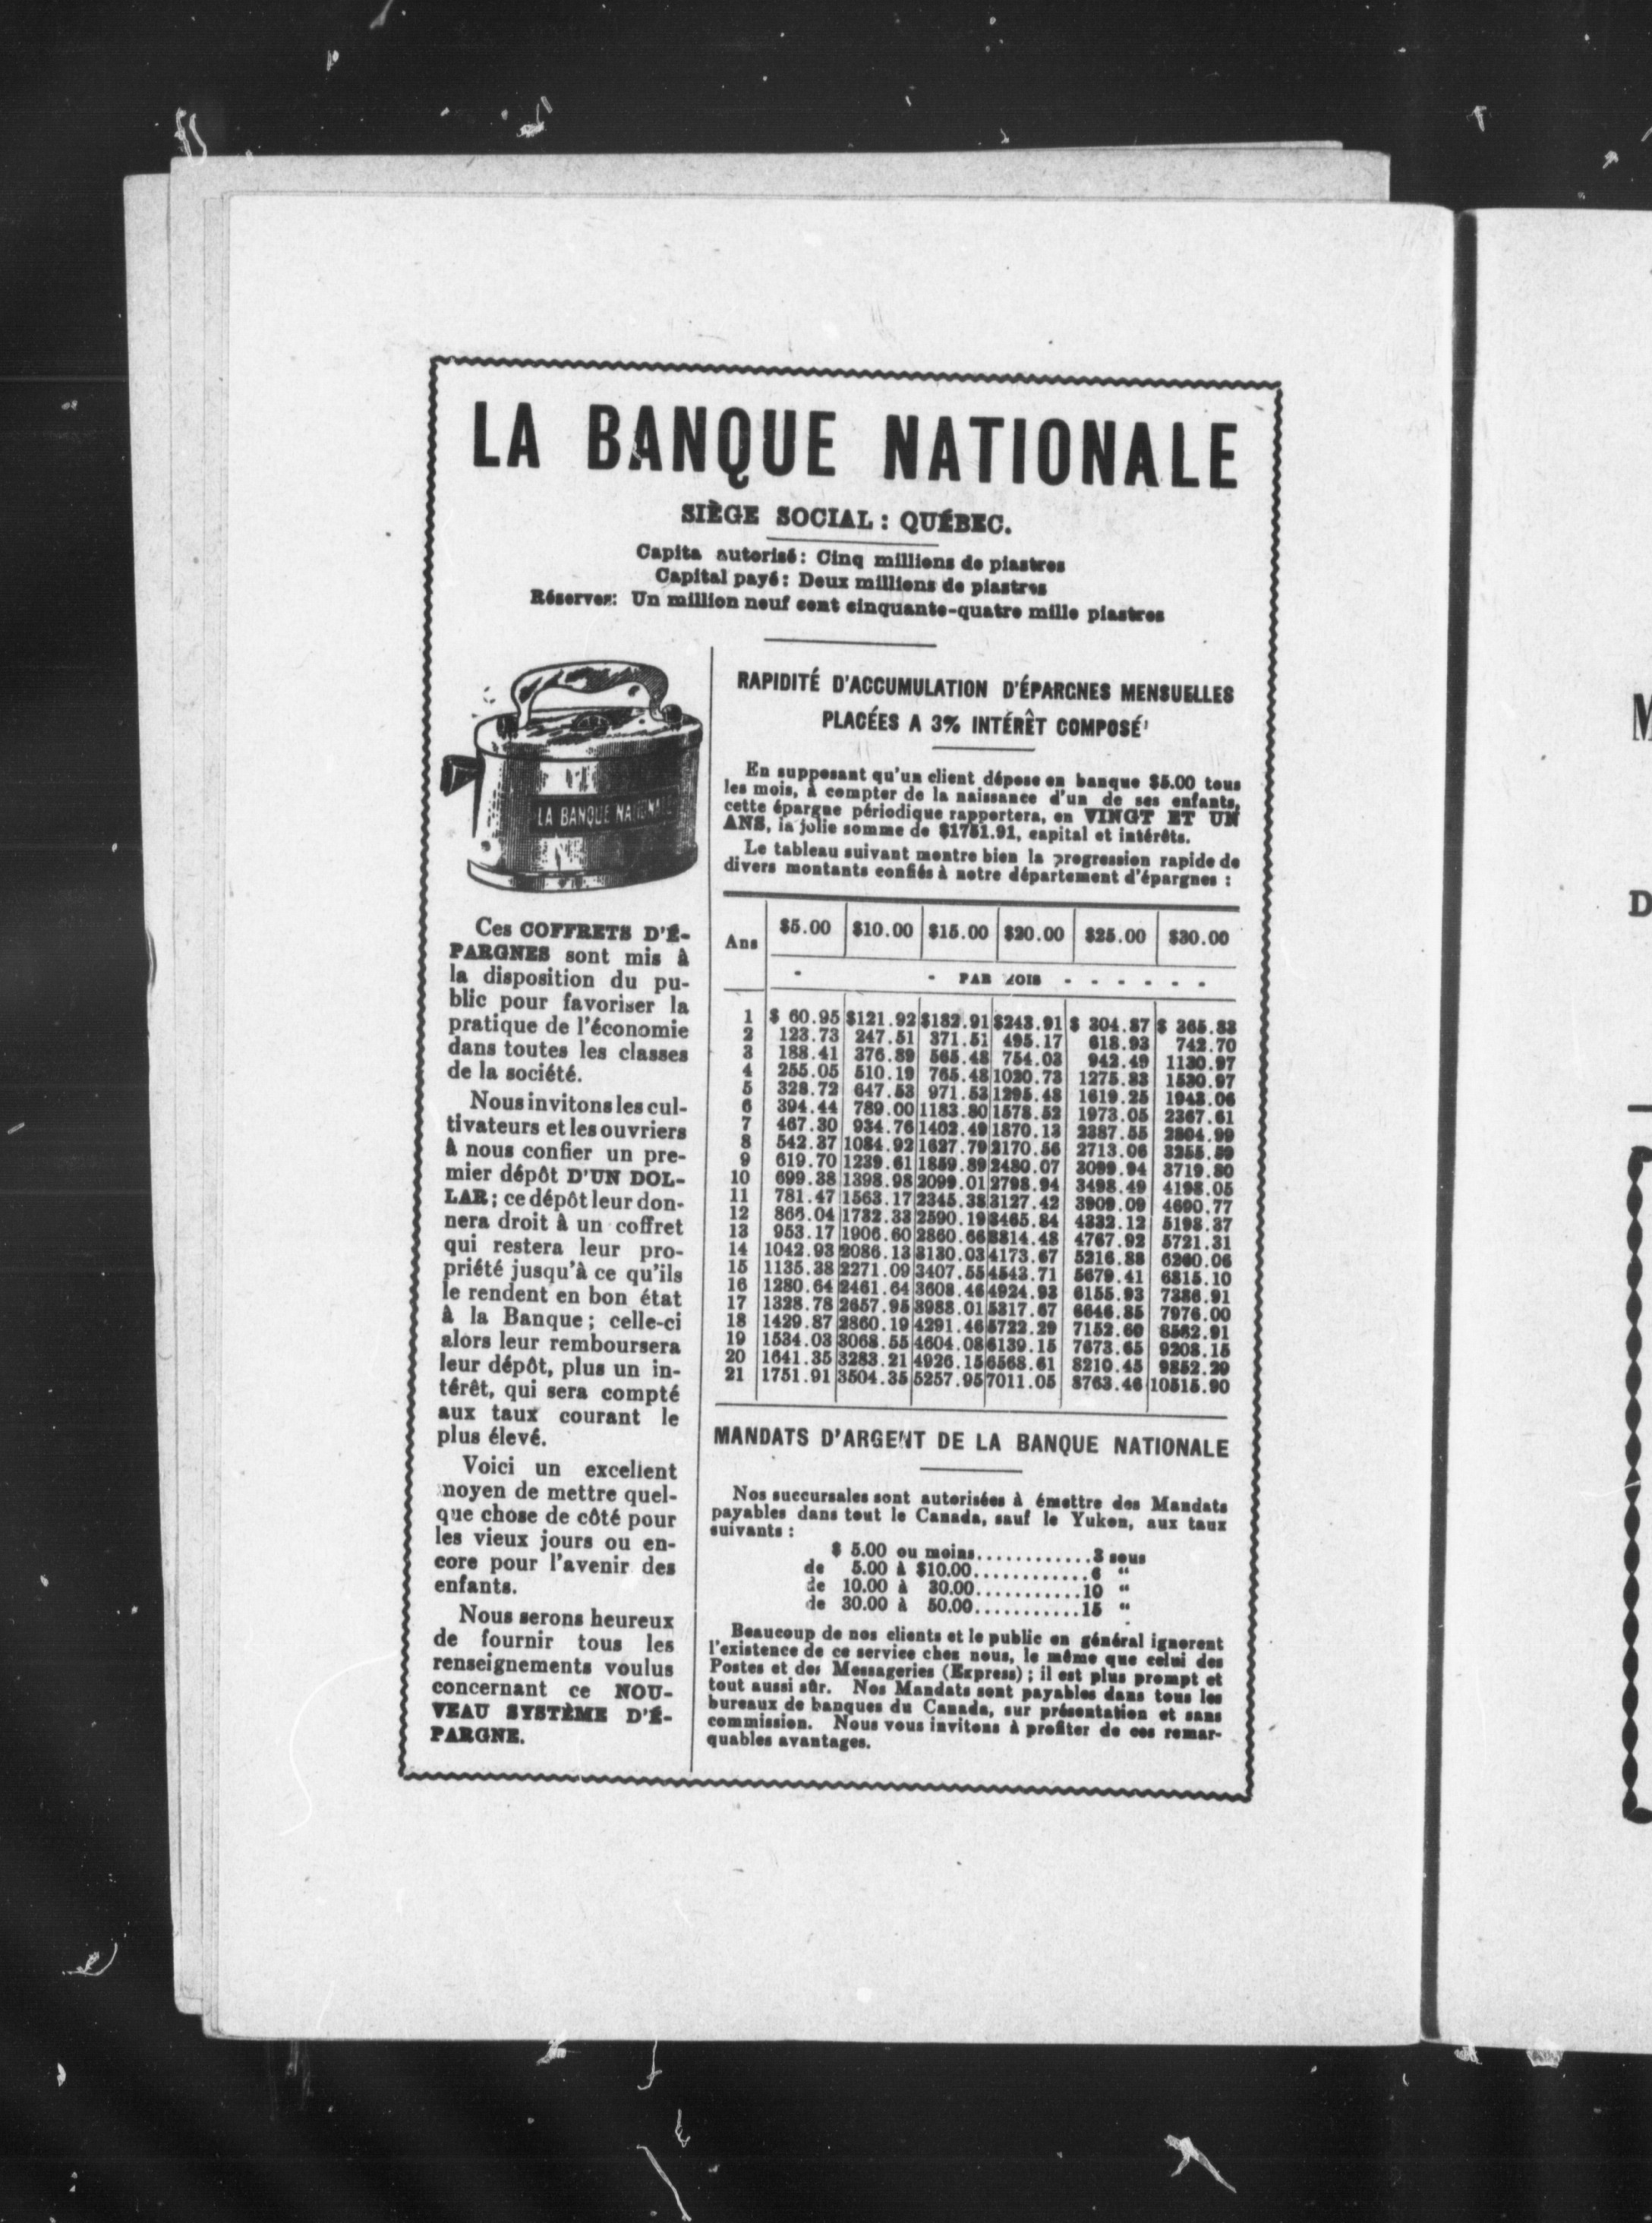 LA BANQUE NATIONALE
SIÈGE SOCIAL : QUÉBEC.
Capita autorisé : Cinq millions de piastres
Capital payé : Deux millions de piastres
Réserves : Un million neuf cent cinquante-quatre mille piastres
LA BANQUE NATIONALE
Ces COFFRETS D'É-
PARGNES sont mis à
la disposition du pu-
blic pour favoriser la
pratique de l'économie
dans toutes les classes
de la société.
Nous invitons les cul-
tivateurs et les ouvriers
à nous confier un pre-
mier dépôt D'UN DOL-
LAR ; ce dépôt leur don-
nera droit à un coffret
qui restera leur pro-
priété jusqu'à ce qu'ils
le rendent en bon état
à la Banque ; celle-ci
alors leur remboursera
leur dépôt, plus un in-
térêt, qui sera compté
aux taux courant le
plus élevé.
Voici un excellent
moyen de mettre quel-
que chose de côté pour
les vieux jours ou en-
core pour l'avenir des
enfants.
Nous serons heureux
de fournir tous les
renseignements voulus
concernant ce NOU-
VEAU SYSTÈME D'É-
PARGNE.
RAPIDITÉ D'ACCUMULATION D'ÉPARGNES MENSUELLES
PLACÉES A 3% INTÉRÊT COMPOSÉ
En supposant qu'un client dépose en banque $5.00 tous
les mois, à compter de la naissance d'un de ses enfants,
cette épargne périodique rapportera, en VINGT ET UN
ANS, la jolie somme de $1751.91, capital et intérêts.
Le tableau suivant montre bien la progression rapide de
divers montants confiés à notre département d'épargnes :
Ans $5.00 $10.00 $15.00 $20.00 $25.00 $30.00
- - PAR MOIS - - - - - -
1 $ 60.95 $121.92 $182.91 $243.91 $ 304.87 $ 365.88
2 123.73 247.51 371.51 495.17 618.93 742.70
3 188.41 376.89 565.48 754.03 942.49 1130.97
4 255.05 510.19 765.48 1020.73 1275.83 1530.97
5 328.72 647.53 971.53 1295.48 1619.25 1943.06
6 394.44 789.00 1183.80 1578.52 1973.05 2367.61
7 467.30 934.76 1402.49 1870.13 2387.55 2804.99
8 542.37 1084.92 1627.79 2170.56 2713.06 3255.59
9 619.70 1239.61 1859.89 2480.07 3099.94 3719.80
10 699.38 1398.98 2099.01 2798.94 3498.49 4198.05
11 781.47 1563.17 2345.38 3127.42 3909.09 4690.77
12 866.04 1732.33 2590.19 3465.84 4332.12 5198.37
13 953.17 1906.60 2860.66 3814.48 4767.92 5721.31
14 1042.93 2086.13 3130.03 4173.67 5216.88 6260.06
15 1135.38 2271.09 3407.55 4543.71 5679.41 6815.10
16 1280.64 2461.64 3608.46 4924.93 6155.93 7386.91
17 1328.78 2657.95 3988.01 5317.67 6646.85 7976.00
18 1429.87 2860.19 4291.46 5722.29 7152.60 8582.91
19 1534.03 3068.55 4604.08 6139.15 7673.65 9208.15
20 1641.35 3283.21 4926.15 6568.61 8210.45 9852.29
21 1751.91 3504.35 5257.95 7011.05 8763.46 10515.90
MANDATS D'ARGENT DE LA BANQUE NATIONALE
Nos succursales sont autorisées à émettre des Mandats
payables dans tout le Canada, sauf le Yukon, aux taux
suivants :
$ 5.00 ou moins............3 sous
de 5.00 à $10.00............6 "
de 10.00 à 30.00...........10 "
de 30.00 à 50.00...........15 "
Beaucoup de nos clients et le public en général ignorent
l'existence de ce service chez nous, le même que celui des
Postes et des Messageries (Express) ; il est plus prompt et
tout aussi sûr. Nos Mandats sont payables dans tous les
bureaux de banques du Canada, sur présentation et sans
commission. Nous vous invitons à profiter de ces remar-
quables avantages.
M
D